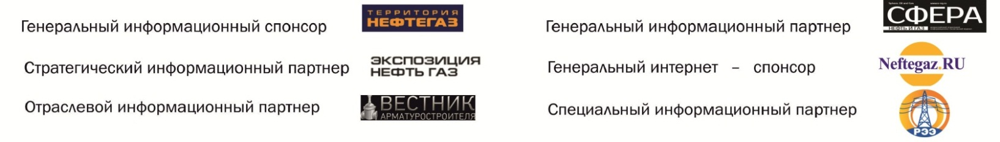 Генеральный информационный спонсор
ТЕРРИТОРИЯ
НЕФТЕГАЗ
Стратегический информационный партнер
ЭКСПОЗИЦИЯ
НЕФТЬ ГАЗ
Отраслевой информационный партнер
ВЕСТНИК
АРМАТУРОСТРОИТЕЛЯ
Генеральный информационный партнер
СФЕРА
НЕФТЬ И ГАЗ
Генеральный интернет – спонсор
Neftegaz.RU
Специальный информационный партнер
РЭЭ